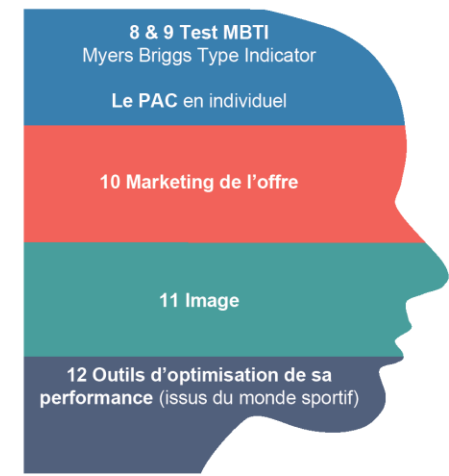 8 & 9 Test MBTI
Myers Briggs Type Indicator
Le PAC en individuel
10 Marketing de l’offre
11 Image
12 Outils d’optimisation de sa
performance (issus du monde sportif)